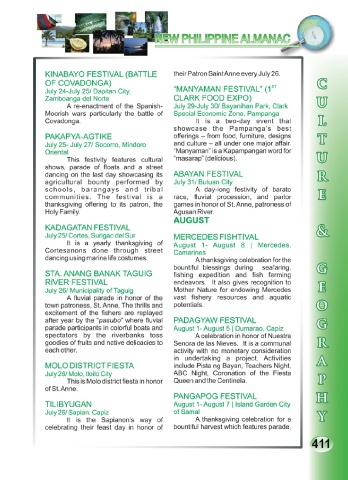 NEW PHILIPPINE ALMANAC
KINABAYO FESTIVAL (BATTLE
OF COVADONGA)
July 24-July 25/ Dapitan City,
Zamboanga del Norte
A re-enactment of the Spanish-
Moorish wars particularly the battle of
Covadonga.
PAKAPYA-AGTIKE
July 25- July 27/ Socorro, Mindoro
Oriental
This festivity features cultural
shows, parade of floats and a street
dancing on the last day showcasing its
agricultural bounty performed by
schools, barangays and tribal
communities. The festival is a
thanksgiving offering to its patron, the
Holy Family.
KADAGATAN FESTIVAL
July 25/ Cortes, Surigao del Sur
It is a yearly thanksgiving of
Cortesanons done through street
dancing using marine life costumes.
STA. ANANG BANAK TAGUIG
RIVER FESTIVAL
July 26/ Municipality of Taguig
A fluvial parade in honor of the
town patroness, St. Anne. The thrills and
excitement of the fishers are replayed
after year by the "panubo" where fluvial
parade participants in colorful boats and
spectators by the riverbanks toss
goodies of fruits and native delicacies to
each other.
MOLO DISTRICT FIESTA
July 26/ Molo, Iloilo City
This is Molo district fiesta in honor
of St. Anne.
TILIBYUGAN
July 26/ Sapian, Capiz
It is the Sapianon's way of
celebrating their feast day in honor of
their Patron Saint Anne every July 26.
"MANYAMAN FESTIVAL" (1ST
CLARK FOOD EXPO)
July 29-July 30/ Bayanihan Park, Clark
Special Economic Zone, Pampanga
It is a two-day event that
showcase the Pampanga's best
offerings – from food, furniture, designs
and culture – all under one major affair.
"Manyaman" is a Kapampangan word for
"masarap" (delicious).
ABAYAN FESTIVAL
July 31/ Butuan City
A day-long festivity of barato
race, fluvial procession, and parlor
games in honor of St. Anne, patroness of
Agusan River.
AUGUST
MERCEDES FISHTIVAL
August 1- August 8 | Mercedes,
Camarines
A thanksgiving celebration for the
bountiful blessings during seafaring,
fishing expedition and fish farming
endeavors. It also gives recognition to
Mother Nature for endowing Mercedes
vast fishery resources and aquatic
potentials.
PADAGYAW FESTIVAL
August 1- August 5 | Dumarao, Capiz
A celebration in honor of Nuestra
Senora de las Nieves. It is a communal
activity with no monetary consideration
in undertaking a project. Activities
include Pista ng Bayan, Teachers Night,
ABC Night, Coronation of the Fiesta
Queen and the Centinela.
PANGAPOG FESTIVAL
August 1- August 7 | Island Garden City
of Samal
A thanksgiving celebration for a
bountiful harvest which features parade,
C
U
L
T
U
R
E
&
G
E
O
G
R
A
P
H
Y
411